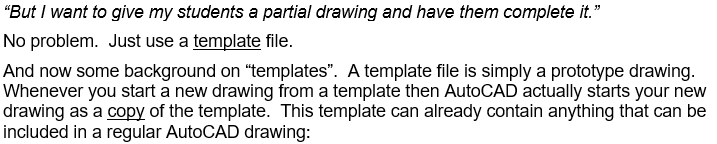 “But I want to give my students a partial drawing and have them complete it.”
No problem.  Just use a template file.
And now some background on “templates”.  A template file is simply a prototype drawing.
Whenever you start a new drawing from a template then AutoCAD actually starts your new
drawing as a copy of the template.  This template can already contain anything that can be
included in a regular AutoCAD drawing: